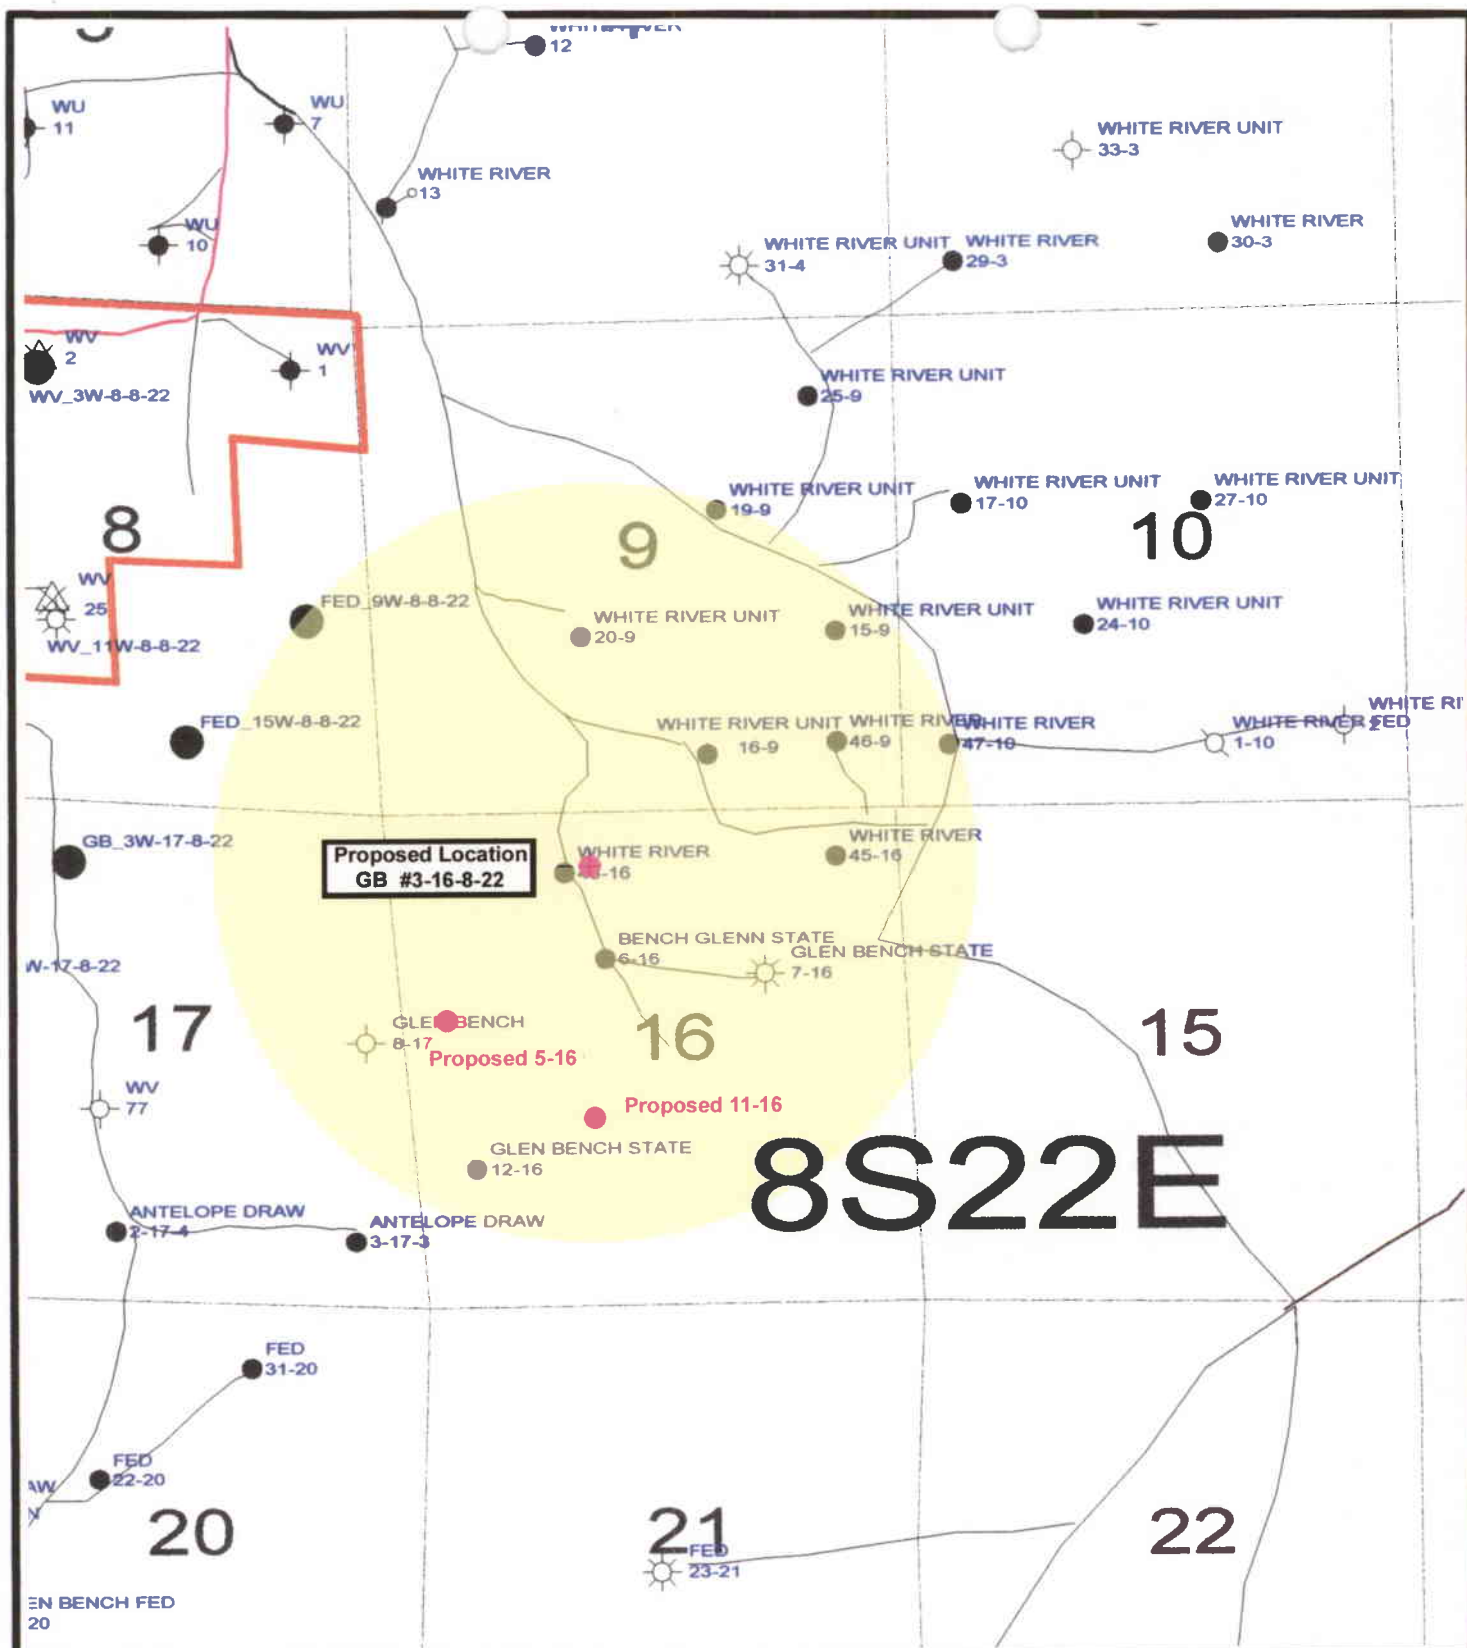 12
WU
11
WU
7
WHITE RIVER UNIT
33-3
WHITE RIVER
13
WU
10
WHITE RIVER
30-3
WHITE RIVER UNIT
31-4
WHITE RIVER
29-3
WV
2
WV
1
WV_3W-8-8-22
WHITE RIVER UNIT
25-9
WHITE RIVER UNIT
19-9
WHITE RIVER UNIT
17-10
WHITE RIVER UNIT
27-10
8
9
10
WV
25
WV_11W-8-8-22
FED_9W-8-8-22
WHITE RIVER UNIT
20-9
WHITE RIVER UNIT
15-9
WHITE RIVER UNIT
24-10
FED_15W-8-8-22
WHITE RIVER UNIT
16-9
WHITE RIVER
46-9
WHITE RIVER
47-10
WHITE RIVER FED
1-10
WHITE RI
2
GB_3W-17-8-22
Proposed Location
GB #3-16-8-22
WHITE RIVER
-16
WHITE RIVER
45-16
BENCH GLENN STATE
6-16
GLEN BENCH STATE
7-16
W-17-8-22
17
GLEN BENCH
8-17
Proposed 5-16
16
15
WV
77
Proposed 11-16
GLEN BENCH STATE
12-16
8S22E
ANTELOPE DRAW
2-17-4
ANTELOPE DRAW
3-17-3
FED
31-20
FED
22-20
AW
N
20
21
22
FED
23-21
EN BENCH FED
20